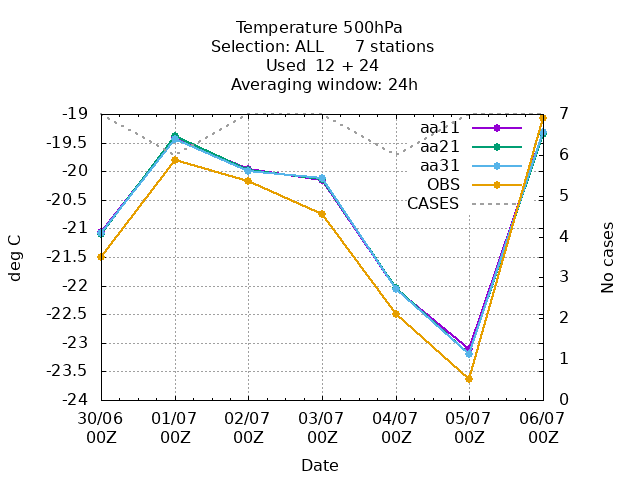 Temperature 500hPa
Selection: ALL 7 stations
Used 12 + 24
Averaging window: 24h
-19
-19.5
-20
-20.5
-21
-21.5
-22
-22.5
-23
-23.5
-24
deg C
aa11
aa21
aa31
OBS
CASES
7
6
5
4
3
2
1
0
No cases
30/06 01/07 02/07 03/07 04/07 05/07 06/07
00Z 00Z 00Z 00Z 00Z 00Z 00Z
Date